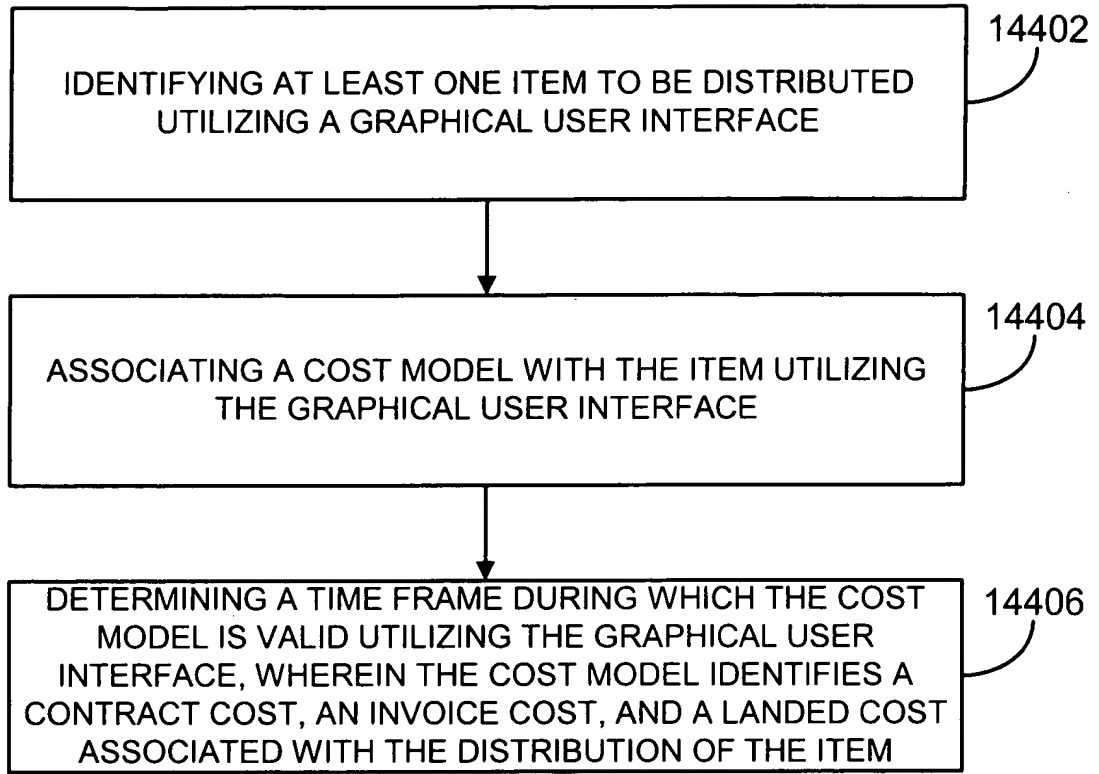 14402
IDENTIFYING AT LEAST ONE ITEM TO BE DISTRIBUTED
UTILIZING A GRAPHICAL USER INTERFACE
14404
ASSOCIATING A COST MODEL WITH THE ITEM UTILIZING
THE GRAPHICAL USER INTERFACE
14406
DETERMINING A TIME FRAME DURING WHICH THE COST
MODEL IS VALID UTILIZING THE GRAPHICAL USER
INTERFACE, WHEREIN THE COST MODEL IDENTIFIES A
CONTRACT COST, AN INVOICE COST, AND A LANDED COST
ASSOCIATED WITH THE DISTRIBUTION OF THE ITEM